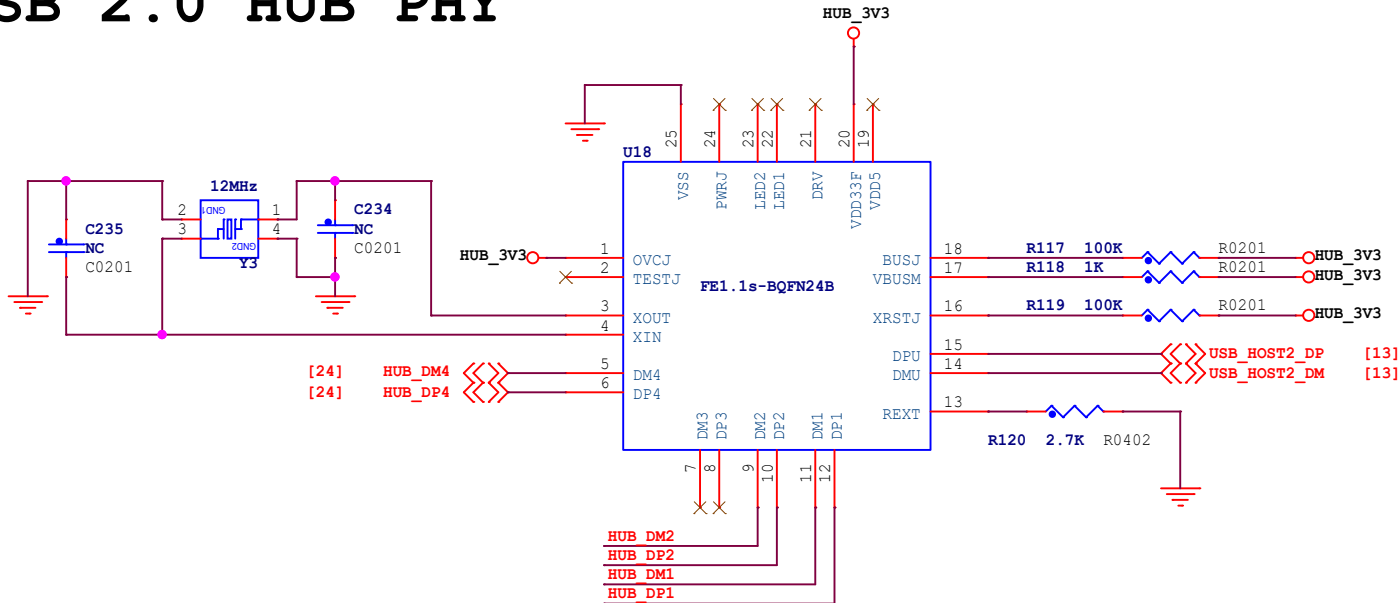 SB 2.0 HUB PHY
HUB_3V3
25
24
23
22
21
20
19
U18
VSS
PWRJ
LED2
LED1
DRV
VDD33F
VDD5
12MHz
2
GND1
1
3
GND2
4
Y3
C235
NC
C0201
C234
NC
C0201
HUB_3V3
1
OVCJ
2
TESTJ
FE1.1s-BQFN24B
3
XOUT
4
XIN
[24] HUB_DM4
5
DM4
[24] HUB_DP4
6
DP4
BUSJ
18
R117 100K
R0201
HUB_3V3
VBUSM
17
R118 1K
R0201
HUB_3V3
XRSTJ
16
R119 100K
R0201
HUB_3V3
DPU
15
USB_HOST2_DP [13]
DMU
14
USB_HOST2_DM [13]
REXT
13
R120 2.7K R0402
DM3
DP3
DM2
DP2
DM1
DP1
7
8
9
10
11
12
HUB_DM2
HUB_DP2
HUB_DM1
HUB_DP1